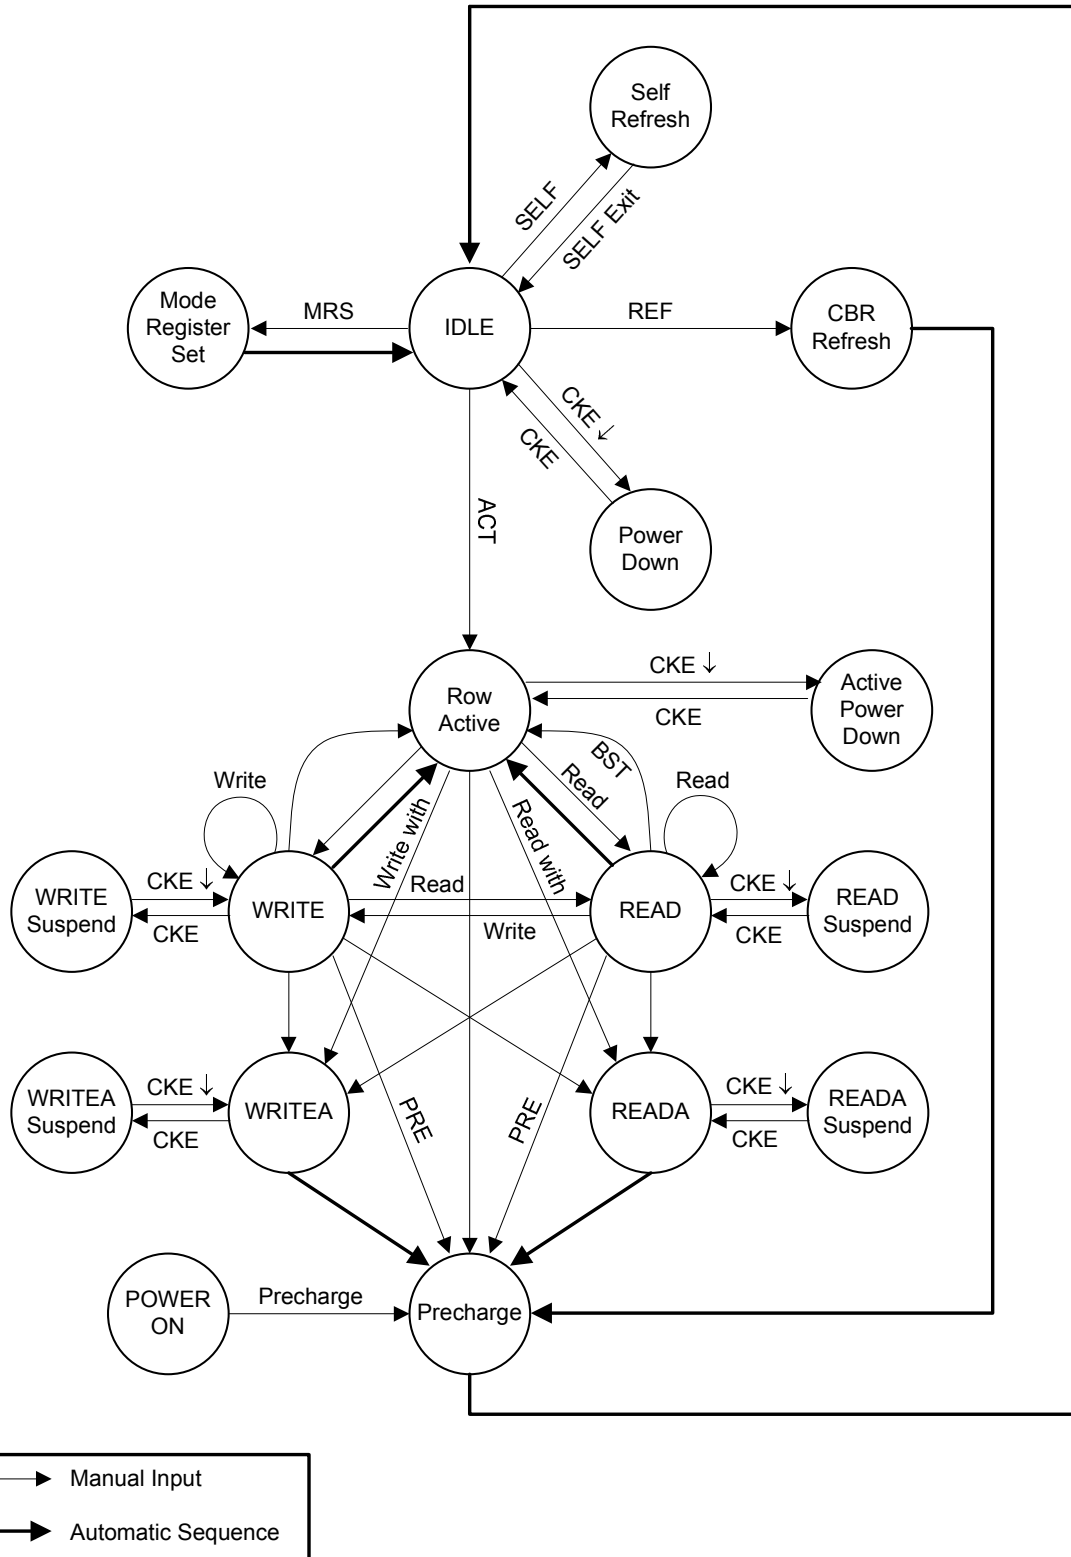 Self
Refresh
SELF
SELF Exit
Mode
Register
Set
MRS
IDLE
REF
CBR
Refresh
CKE ↓
CKE
ACT
Power
Down
Row
Active
CKE ↓
CKE
Active
Power
Down
Write
BST
Read
Read
Write with
Read with
WRITE
Suspend
CKE ↓
CKE
WRITE
Read
Write
READ
CKE ↓
CKE
READ
Suspend
WRITEA
Suspend
CKE ↓
CKE
WRITEA
PRE
PRE
READA
CKE ↓
CKE
READA
Suspend
POWER
ON
Precharge
Precharge
Manual Input
Automatic Sequence